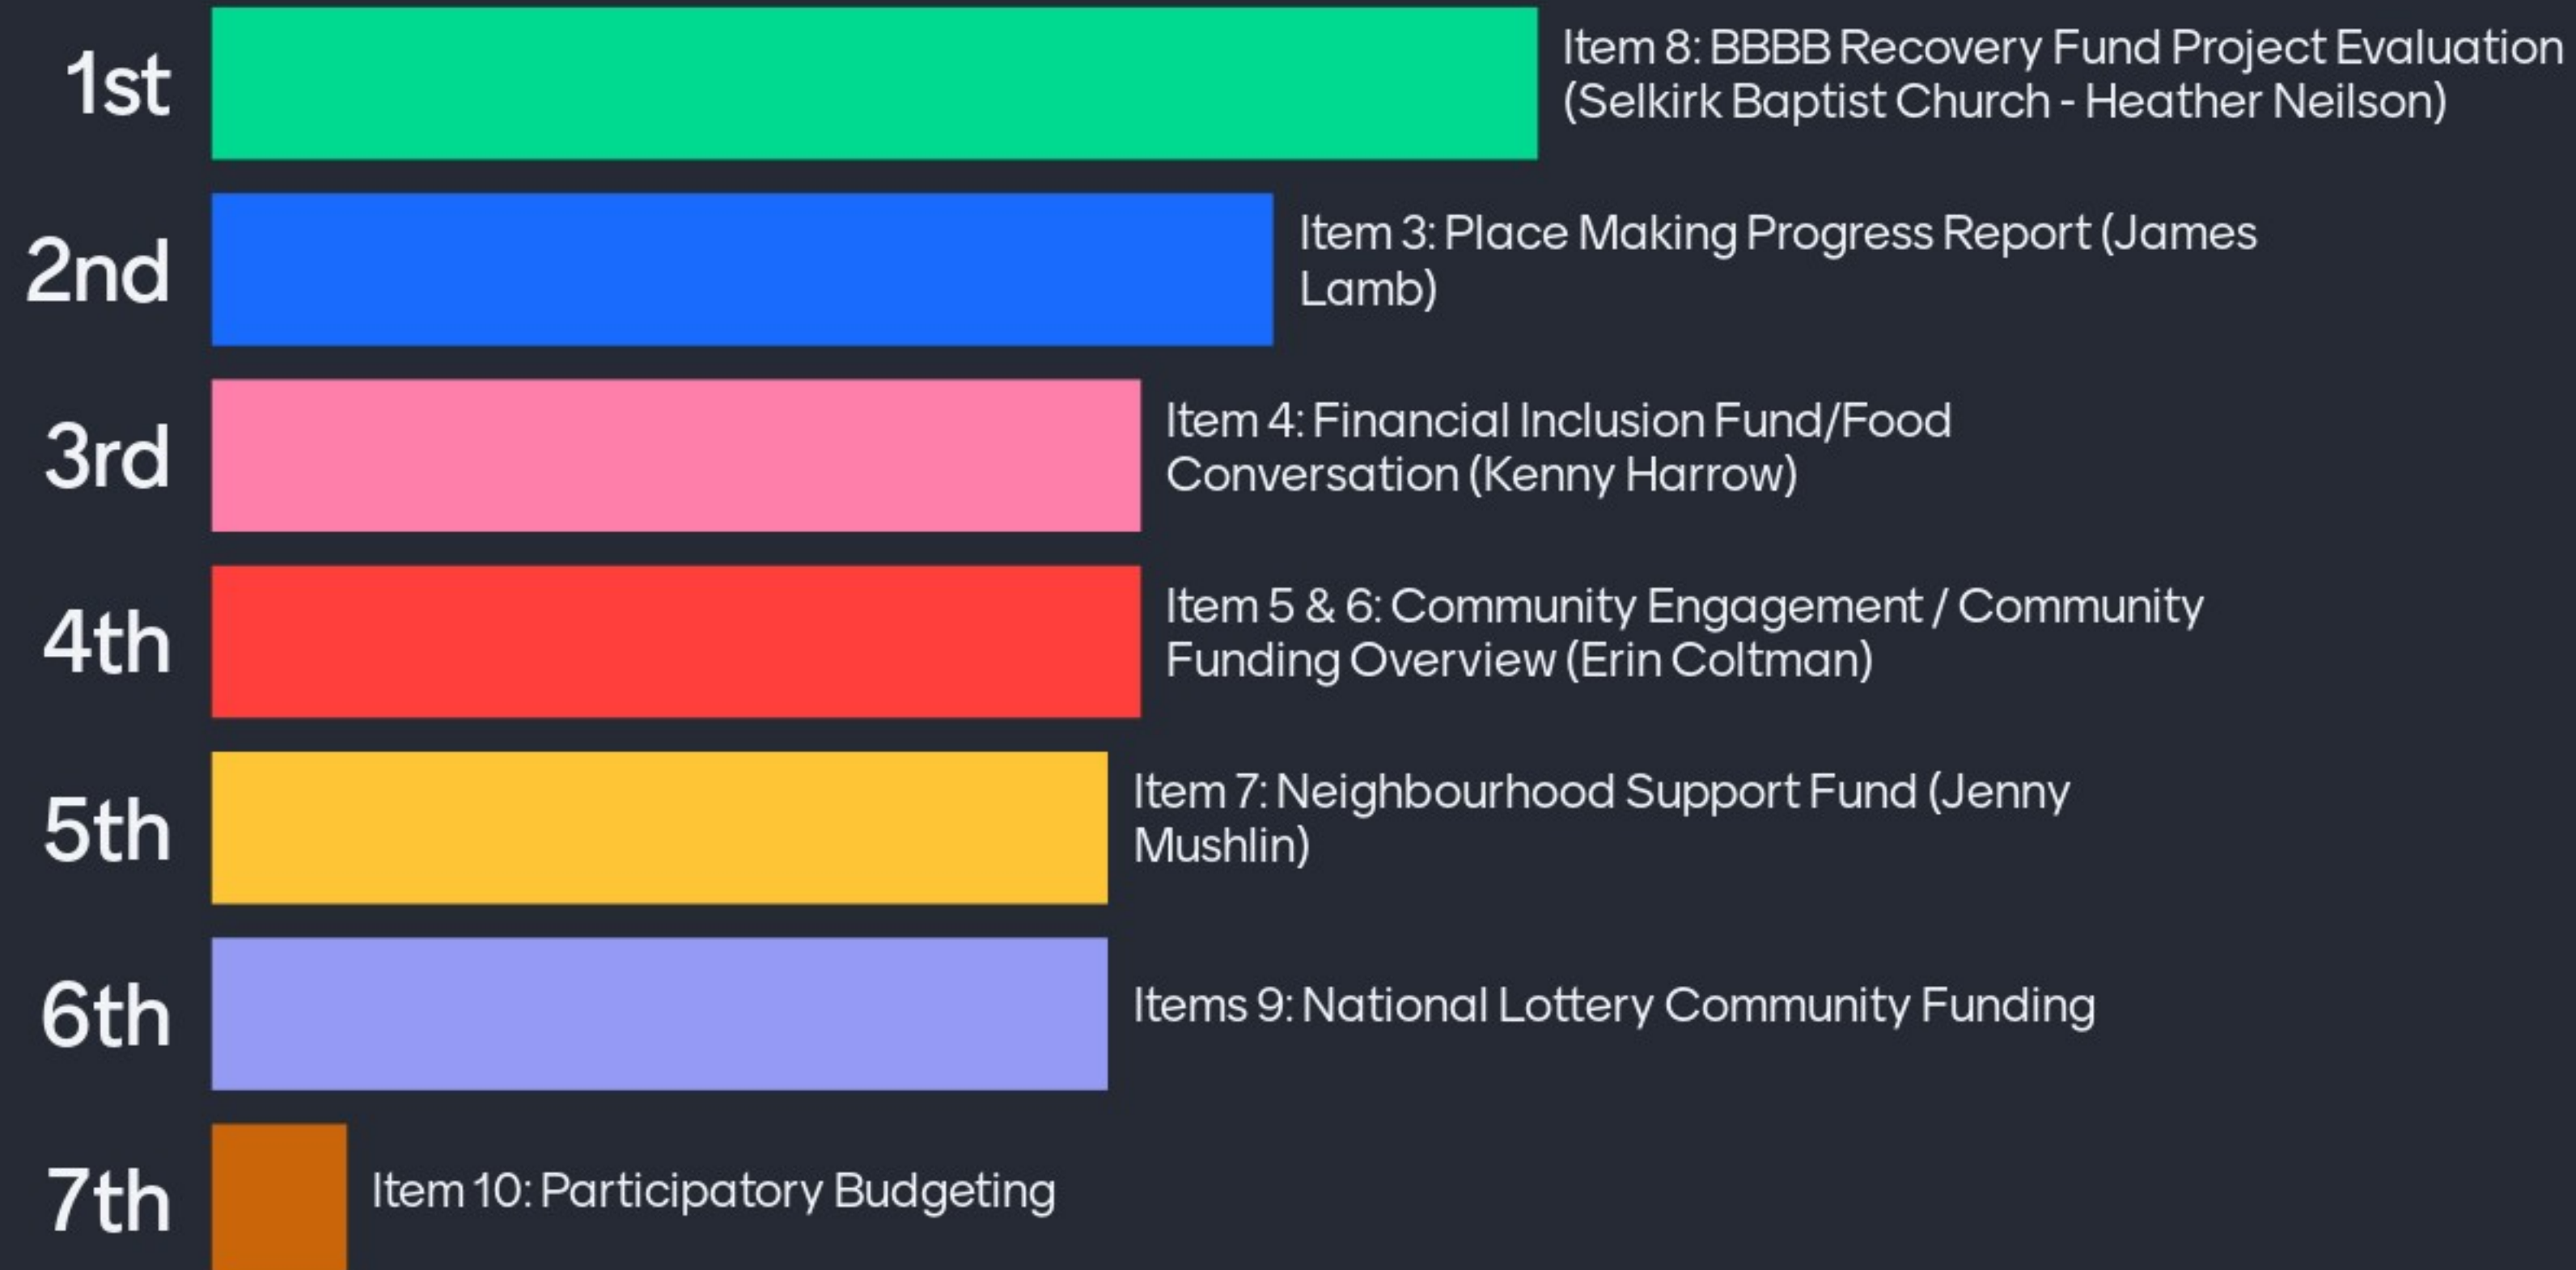 1st
Item 8: BBBB Recovery Fund Project Evaluation
(Selkirk Baptist Church - Heather Neilson)
2nd
Item 3: Place Making Progress Report (James
Lamb)
3rd
Item 4: Financial Inclusion Fund/Food
Conversation (Kenny Harrow)
4th
Item 5 & 6: Community Engagement / Community
Funding Overview (Erin Coltman)
5th
Item 7: Neighbourhood Support Fund (Jenny
Mushlin)
6th
Items 9: National Lottery Community Funding
7th
Item 10: Participatory Budgeting